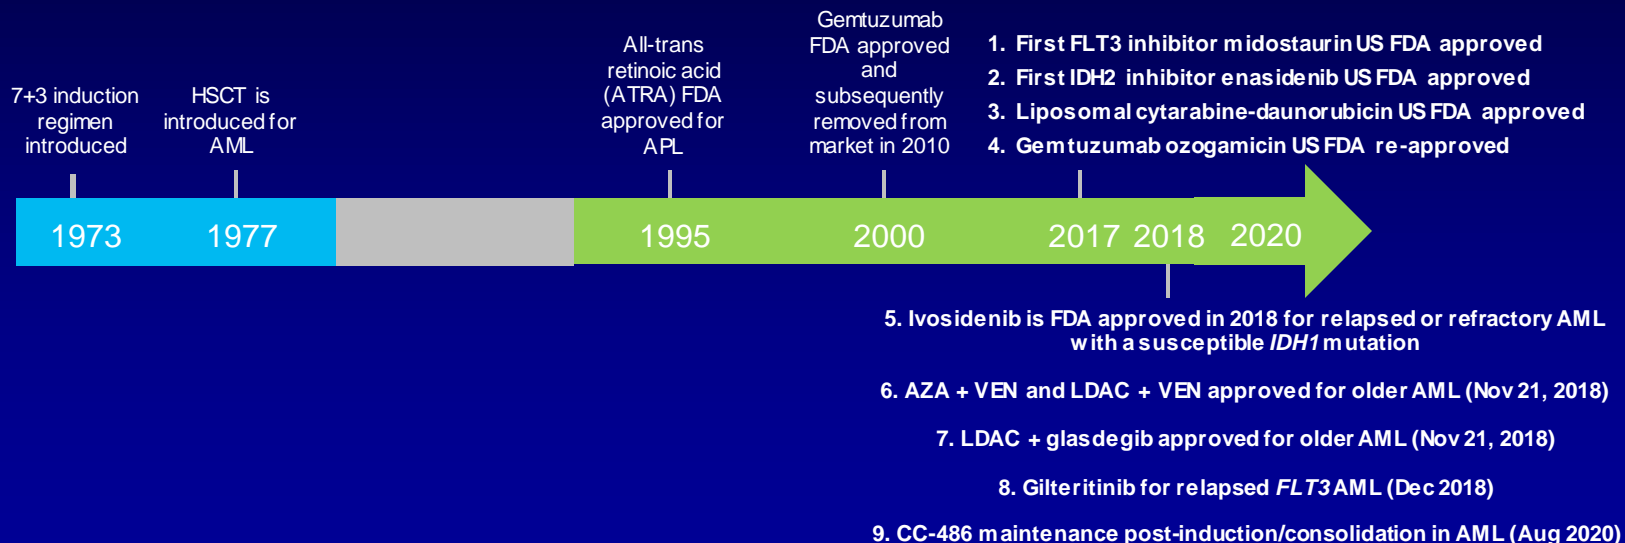 7+3 induction
regimen
introduced
HSCT is
introduced for
AML
All-trans
retinoic acid
(ATRA) FDA
approved for
APL
Gemtuzumab
FDA approved
and
subsequently
removed from
market in 2010
1. First FLT3 inhibitor midostaurin US FDA approved
2. First IDH2 inhibitor enasidenib US FDA approved
3. Liposomal cytarabine-daunorubicin US FDA approved
4. Gemtuzumab ozogamicin US FDA re-approved
1973
1977
1995
2000
2017
2018
2020
5. Ivosidenib is FDA approved in 2018 for relapsed or refractory AML
with a susceptible IDH1 mutation
6. AZA + VEN and LDAC + VEN approved for older AML (Nov 21, 2018)
7. LDAC + glasdegib approved for older AML (Nov 21, 2018)
8. Gilteritinib for relapsed FLT3 AML (Dec 2018)
9. CC-486 maintenance post-induction/consolidation in AML (Aug 2020)